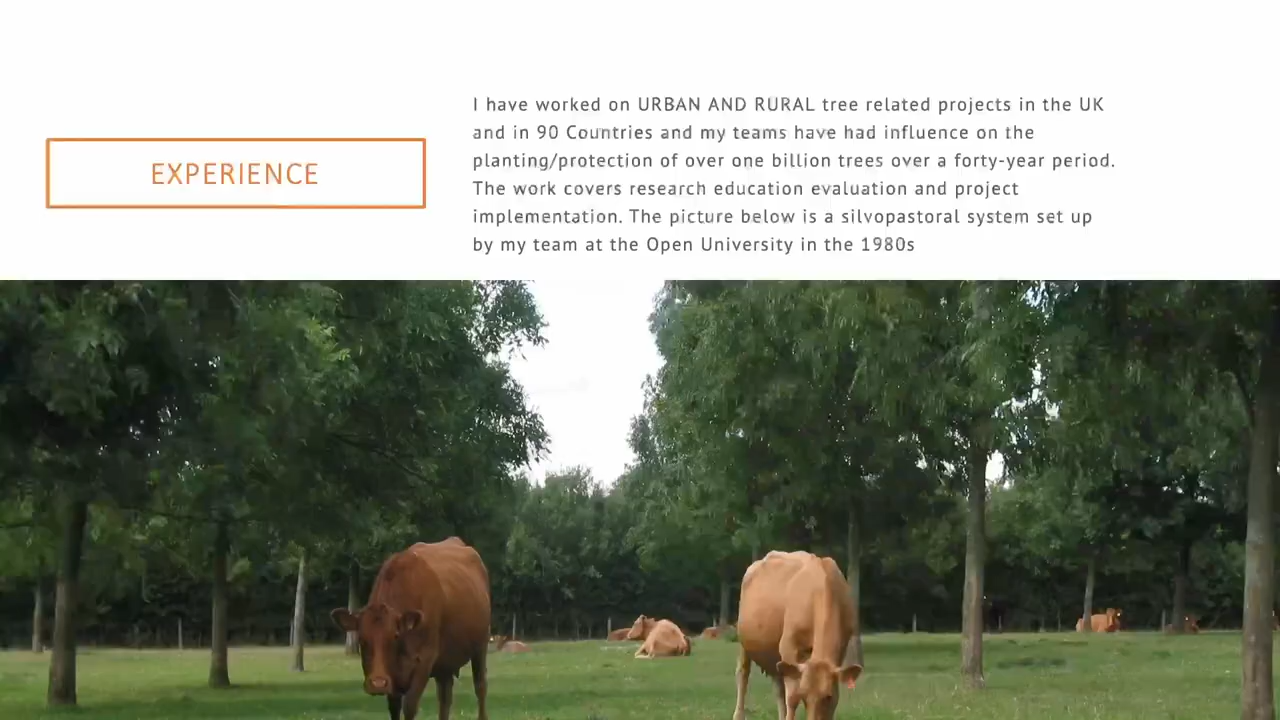 EXPERIENCE
I have worked on URBAN AND RURAL tree related projects in the UK
and in 90 Countries and my teams have had influence on the
planting/protection of over one billion trees over a forty-year period.
The work covers research education evaluation and project
implementation. The picture below is a silvopastoral system set up
by my team at the Open University in the 1980s